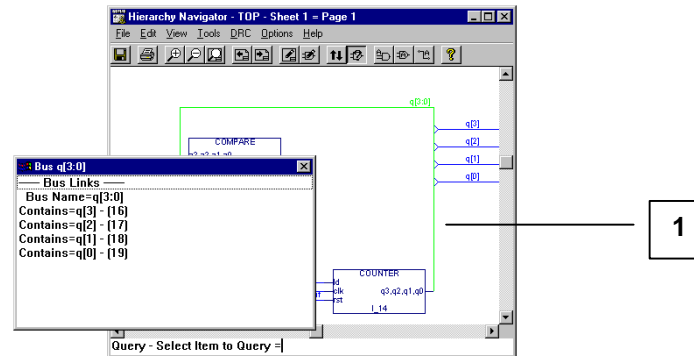 Hierarchy Navigator - TOP - Sheet 1 = Page 1
File Edit View Tools DRC Options Help
q[3:0]
q[3]
q[2]
q[1]
q[0]
COMPARE
Bus q[3:0]
Bus Links
Bus Name=q[3:0]
Contains=q[3] - (16)
Contains=q[2] - (17)
Contains=q[1] - (18)
Contains=q[0] - (19)
1
COUNTER
ld
clk
rst
q3,q2,q1,q0
I_14
Query - Select Item to Query =